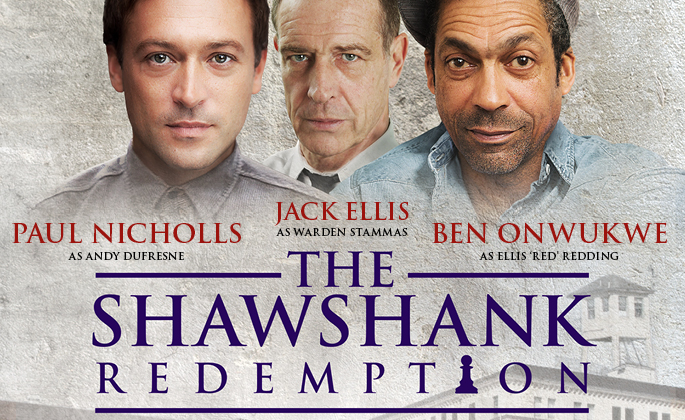 PAUL NICHOLLS
AS ANDY DUFRESNE
JACK ELLIS
AS WARDEN STAMMAS
BEN ONWUKWE
AS ELLIS ‘RED’ REDDING
THE
SHAWSHANK
REDEMPTION